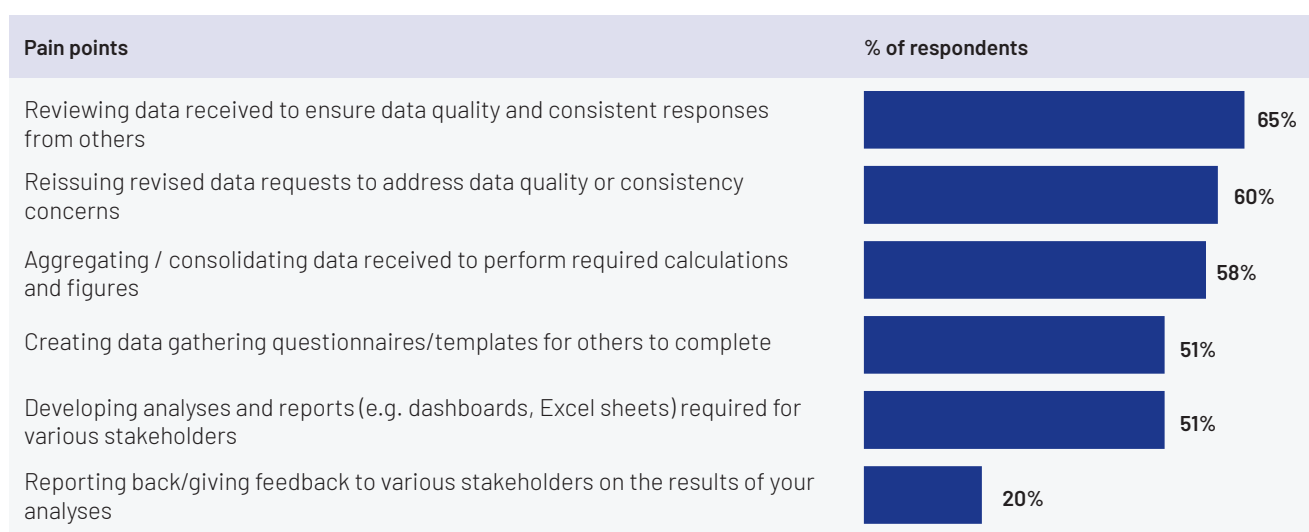 Pain points
% of respondents
Reviewing data received to ensure data quality and consistent responses
from others
65%
Reissuing revised data requests to address data quality or consistency
concerns
60%
Aggregating / consolidating data received to perform required calculations
and figures
58%
Creating data gathering questionnaires/templates for others to complete
51%
Developing analyses and reports (e.g. dashboards, Excel sheets) required for
various stakeholders
51%
Reporting back/giving feedback to various stakeholders on the results of your
analyses
20%